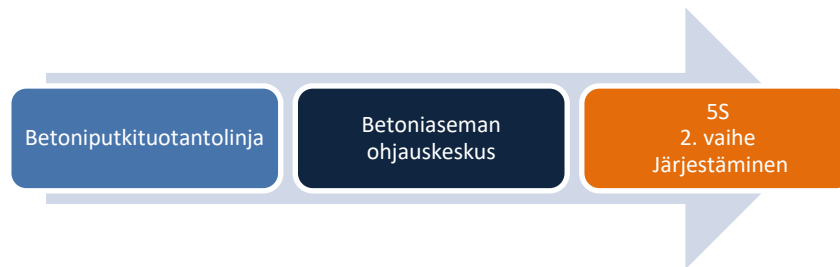 Betoniputkituotantolinja
Betoniaseman
ohjauskeskus
5S
2. vaihe
Järjestäminen